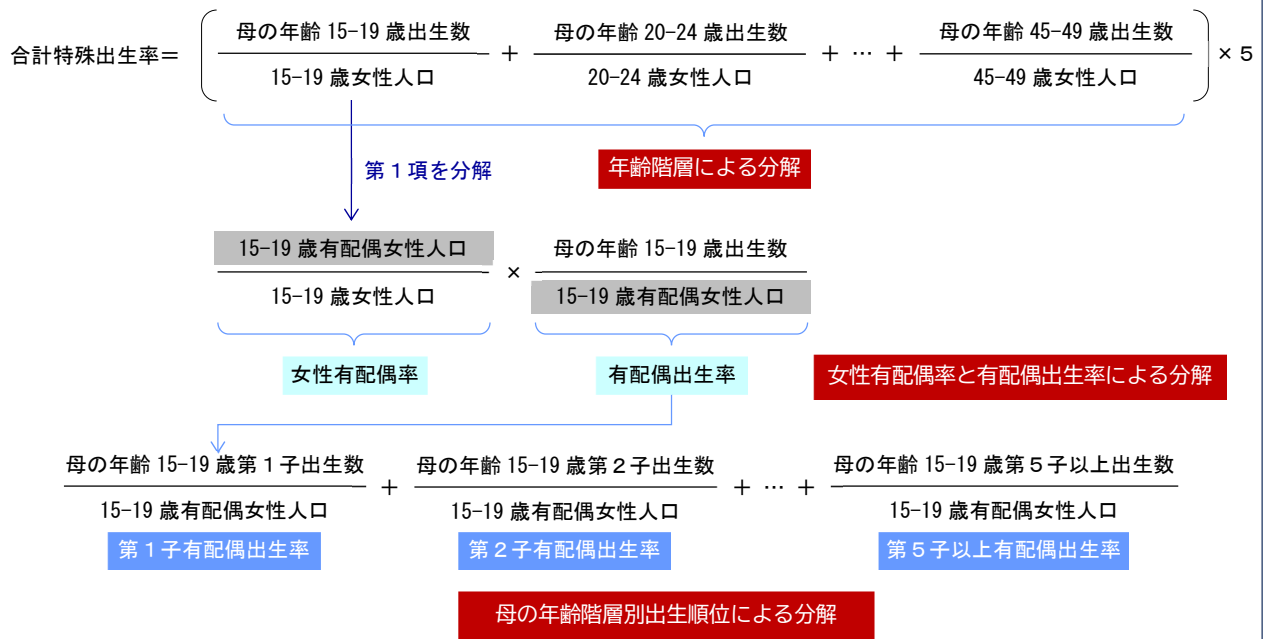 母の年齢 15-19 歳出生数 母の年齢 20-24 歳出生数 母の年齢 45-49 歳出生数
合計特殊出生率＝ + + … + ×５
15-19 歳女性人口 20-24 歳女性人口 45-49 歳女性人口
第１項を分解 年齢階層による分解
15-19 歳有配偶女性人口 母の年齢 15-19 歳出生数
×
15-19 歳女性人口 15-19 歳有配偶女性人口
女性有配偶率 有配偶出生率 女性有配偶率と有配偶出生率による分解
母の年齢 15-19 歳第１子出生数 母の年齢 15-19 歳第２子出生数 母の年齢 15-19 歳第５子以上出生数
+ + … +
15-19 歳有配偶女性人口 15-19 歳有配偶女性人口 15-19 歳有配偶女性人口
第１子有配偶出生率 第２子有配偶出生率 第５子以上有配偶出生率
母の年齢階層別出生順位による分解